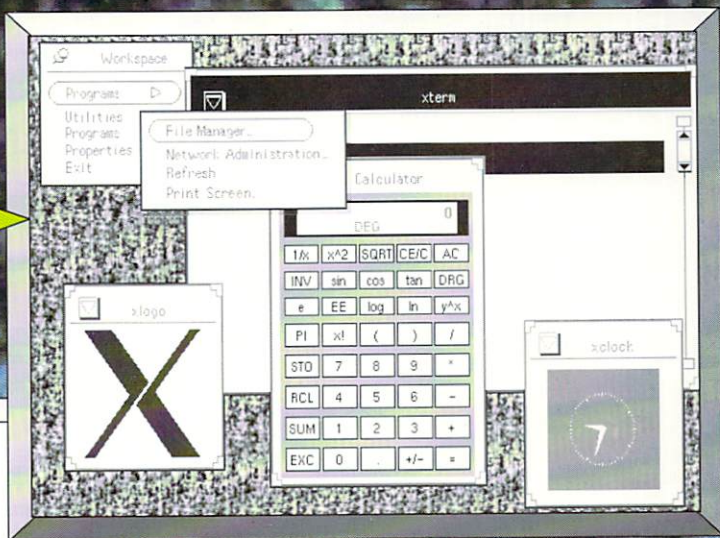 Workspace
Programs
Utilities
Programs
Properties
Exit
File Manager...
Network Administration...
Refresh
Print Screen.
xterm
Calculator
0
DEG
1/x x^2 SQRT CE/C AC
INV sin cos tan DRG
e EE log ln y^x
PI x! ( ) /
STO 7 8 9 *
RCL 4 5 6 -
SUM 1 2 3 +
EXC 0 . +/- =
xlogo
xclock